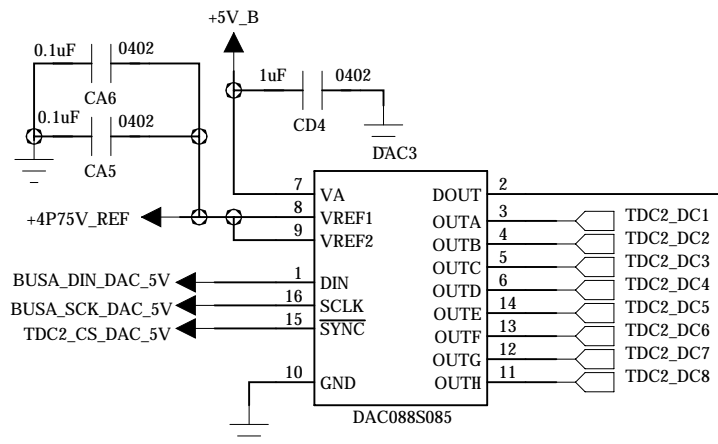 +5V_B
0.1uF 0402
CA6
1uF 0402
CD4
0.1uF 0402
CA5
DAC3
7 VA DOUT 2
+4P75V_REF 8 VREF1 OUTA 3 TDC2_DC1
9 VREF2 OUTB 4 TDC2_DC2
OUTC 5 TDC2_DC3
BUSA_DIN_DAC_5V 1 DIN OUTD 6 TDC2_DC4
BUSA_SCK_DAC_5V 16 SCLK OUTE 14 TDC2_DC5
TDC2_CS_DAC_5V 15 SYNC OUTF 13 TDC2_DC6
OUTG 12 TDC2_DC7
10 GND OUTH 11 TDC2_DC8
DAC088S085